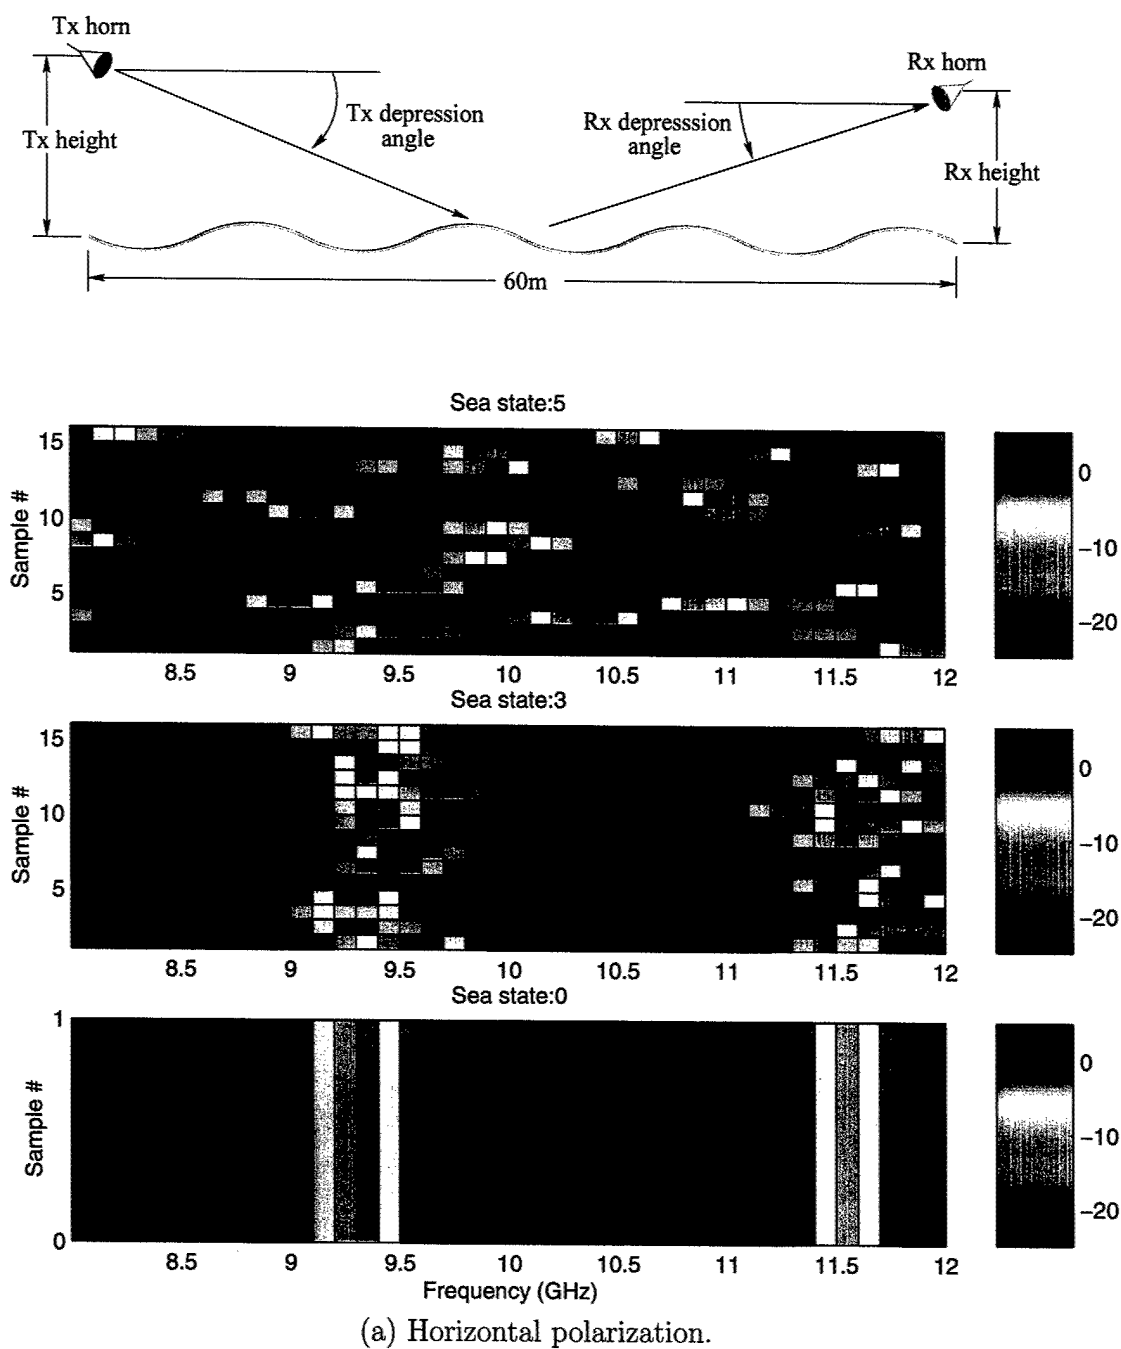 Tx horn
Rx horn
Tx depression
angle
Rx depresssion
angle
Tx height
Rx height
60m
Sea state:5
Sample #
15
10
5
8.5 9 9.5 10 10.5 11 11.5 12
0
−10
−20
Sea state:3
Sample #
15
10
5
8.5 9 9.5 10 10.5 11 11.5 12
0
−10
−20
Sea state:0
Sample #
1
0
8.5 9 9.5 10 10.5 11 11.5 12
0
−10
−20
Frequency (GHz)
(a) Horizontal polarization.